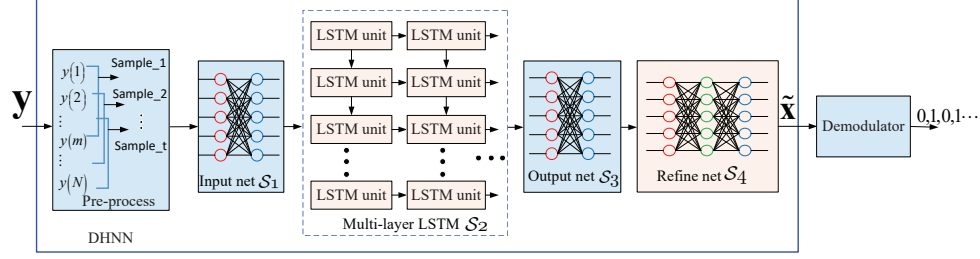 y
y(1)
y(2)
⋮
y(m)
⋮
y(N)
Sample_1
Sample_2
⋮
Sample_t
Pre-process
DHNN
Input net S₁
LSTM unit LSTM unit
LSTM unit LSTM unit
LSTM unit LSTM unit
⋮ ⋮ ⋯
LSTM unit LSTM unit
Multi-layer LSTM S₂
Output net S₃
Refine net S₄
x̃
Demodulator
0,1,0,1⋯